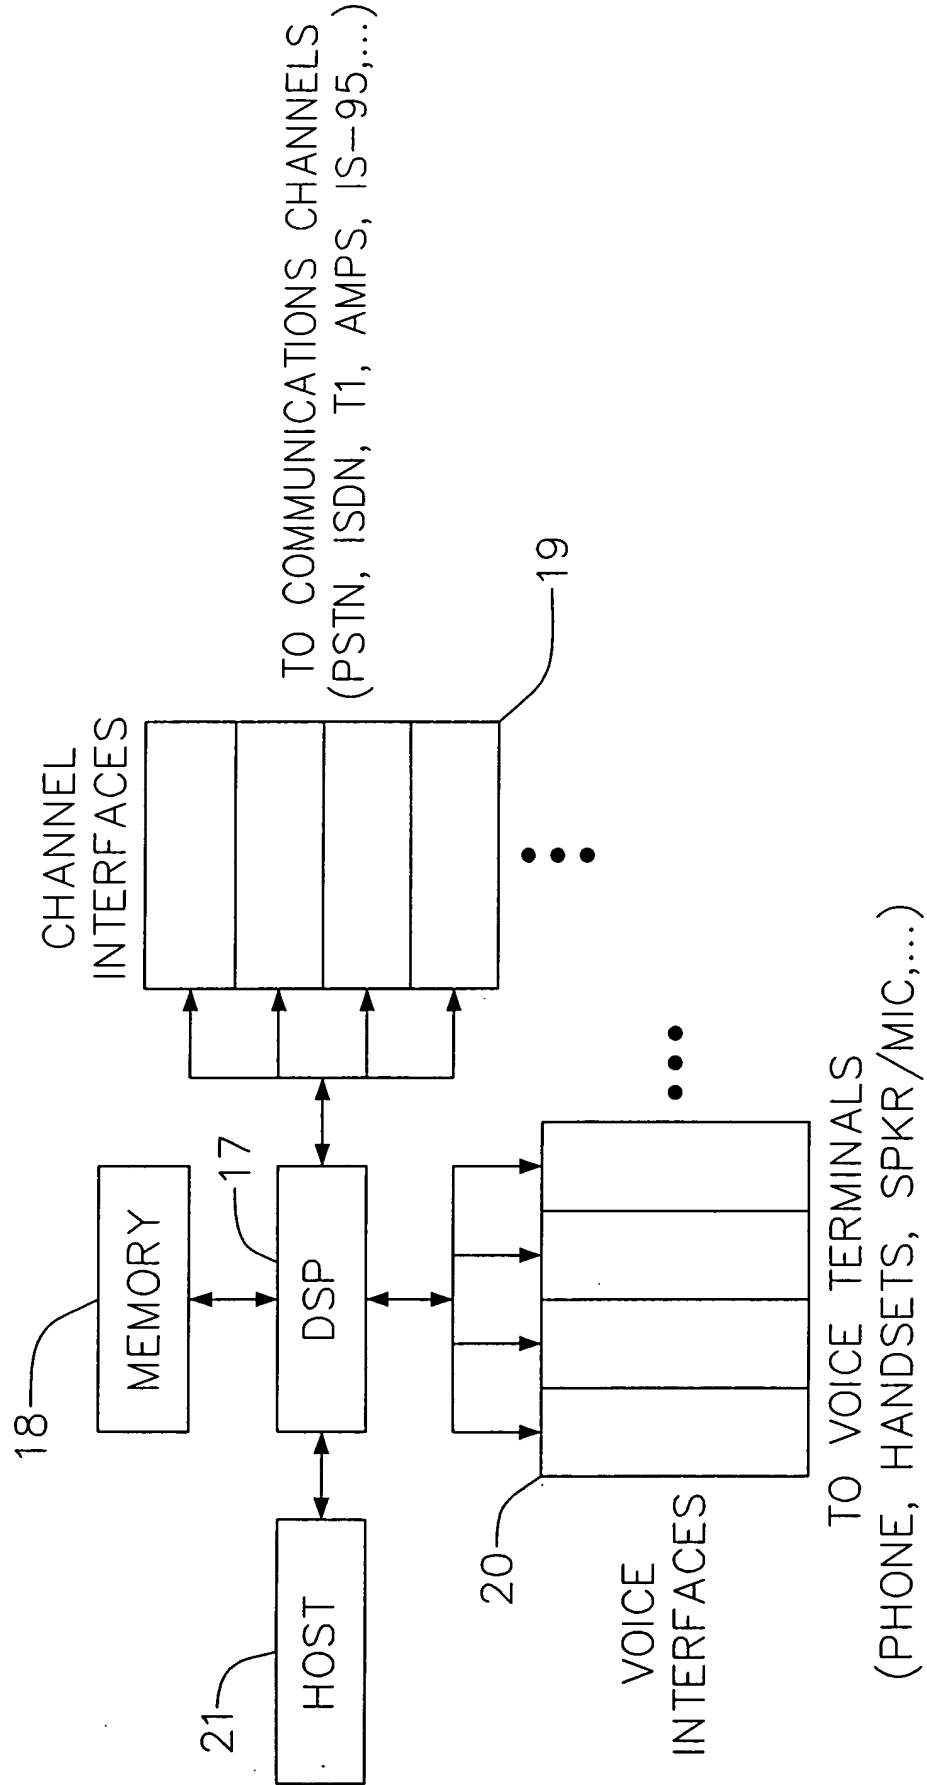 CHANNEL
INTERFACES
TO COMMUNICATIONS CHANNELS
(PSTN, ISDN, T1, AMPS, IS-95,...)
19
18
MEMORY
17
DSP
21
HOST
20
VOICE
INTERFACES
TO VOICE TERMINALS
(PHONE, HANDSETS, SPKR/MIC,...)